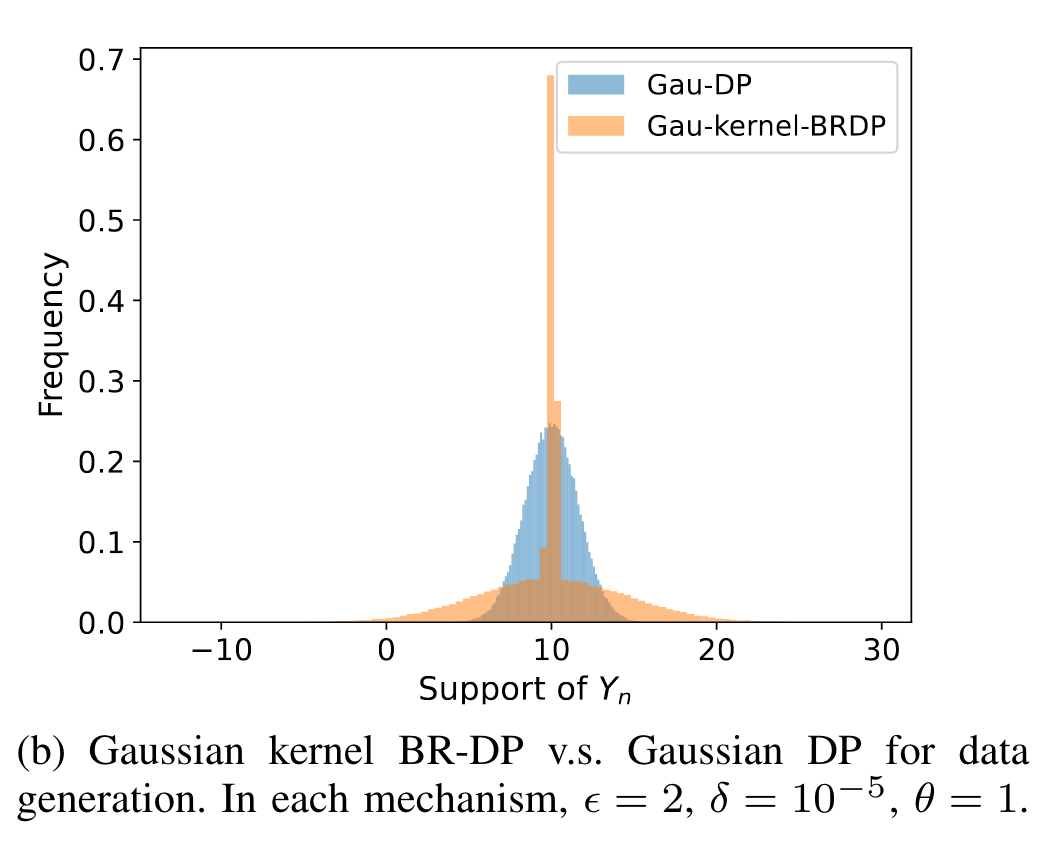 0.7
0.6
0.5
0.4
0.3
0.2
0.1
0.0
Frequency
Gau-DP
Gau-kernel-BRDP
−10 0 10 20 30
Support of Yₙ
(b) Gaussian kernel BR-DP v.s. Gaussian DP for data
generation. In each mechanism, ϵ = 2, δ = 10⁻⁵, θ = 1.